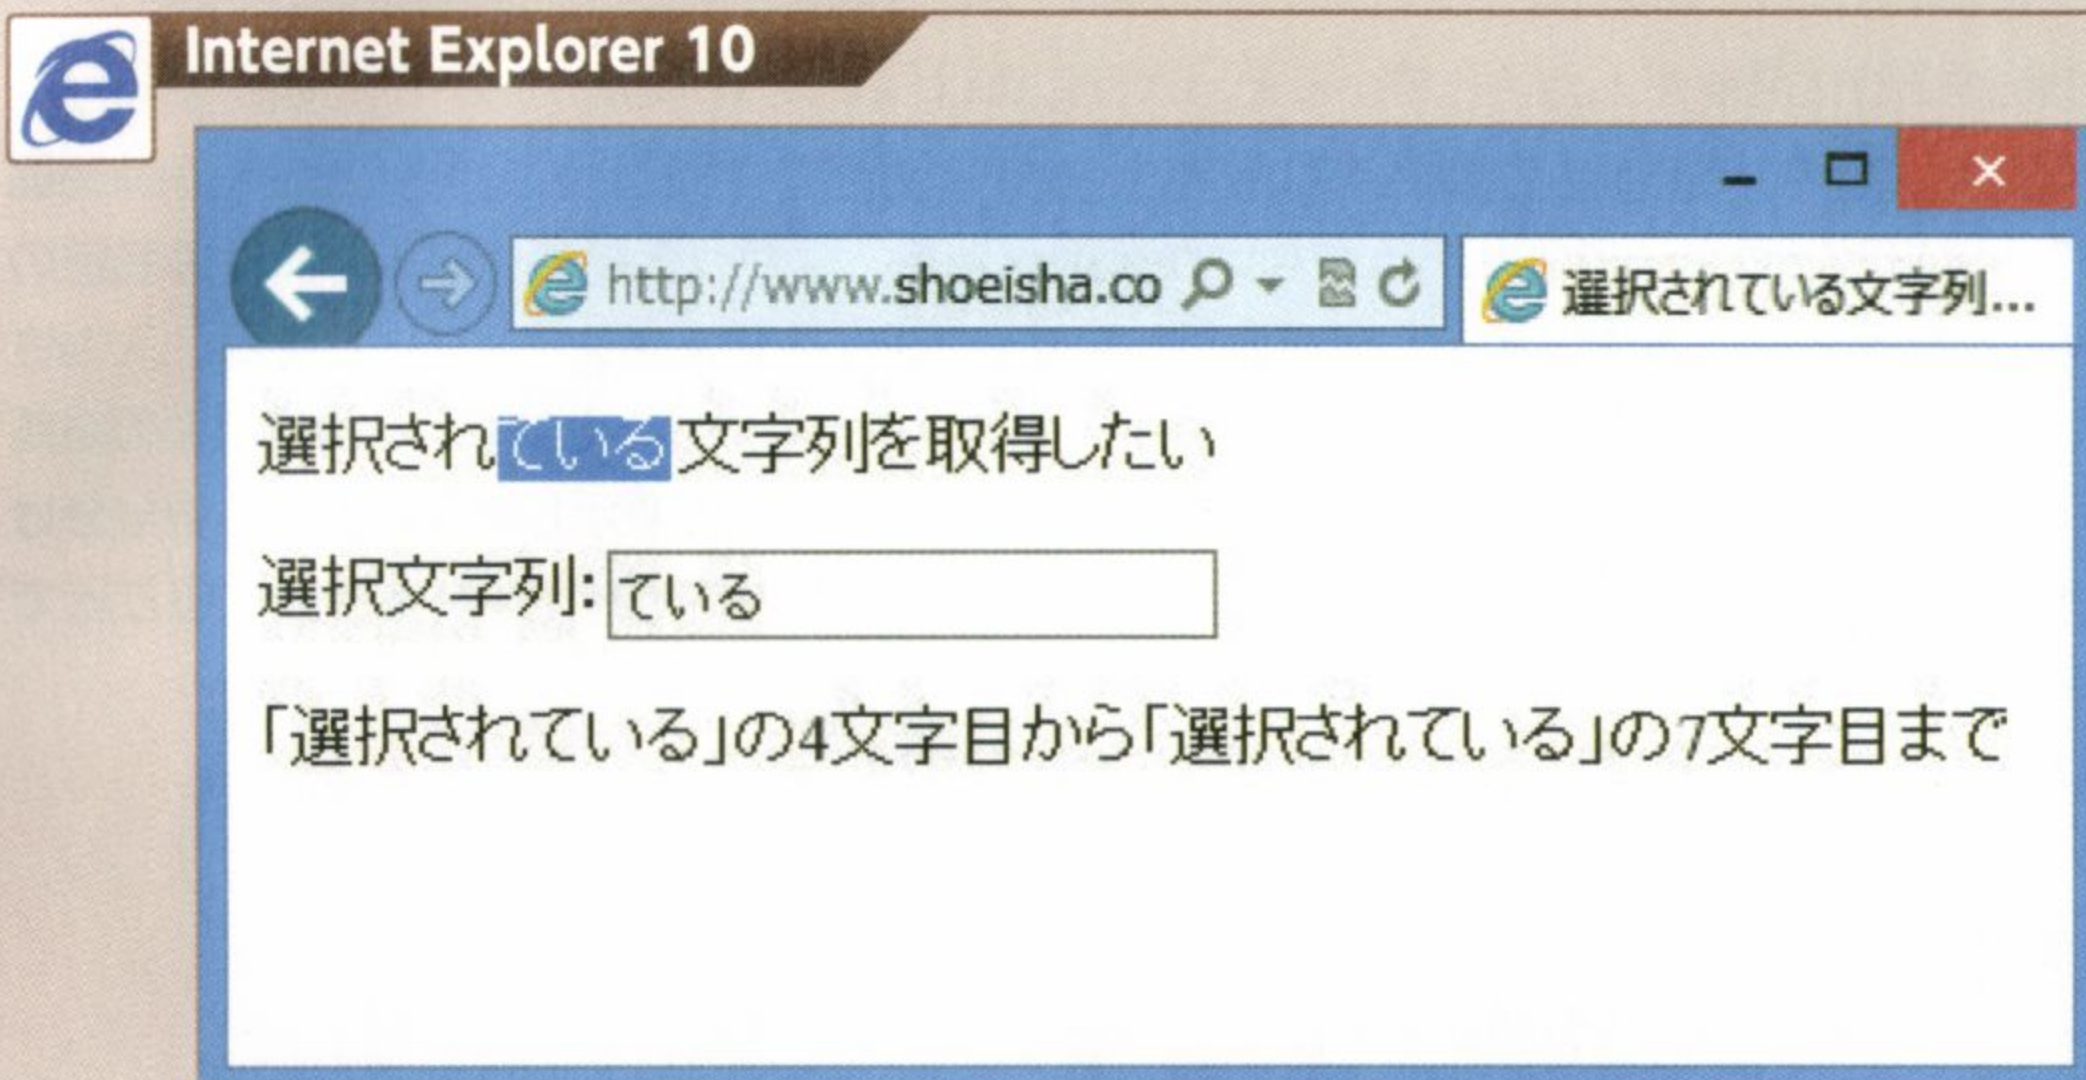 Internet Explorer 10
http://www.shoeisha.co
選択されている文字列...
選択されている文字列を取得したい
選択文字列: ている
「選択されている」の4文字目から「選択されている」の7文字目まで